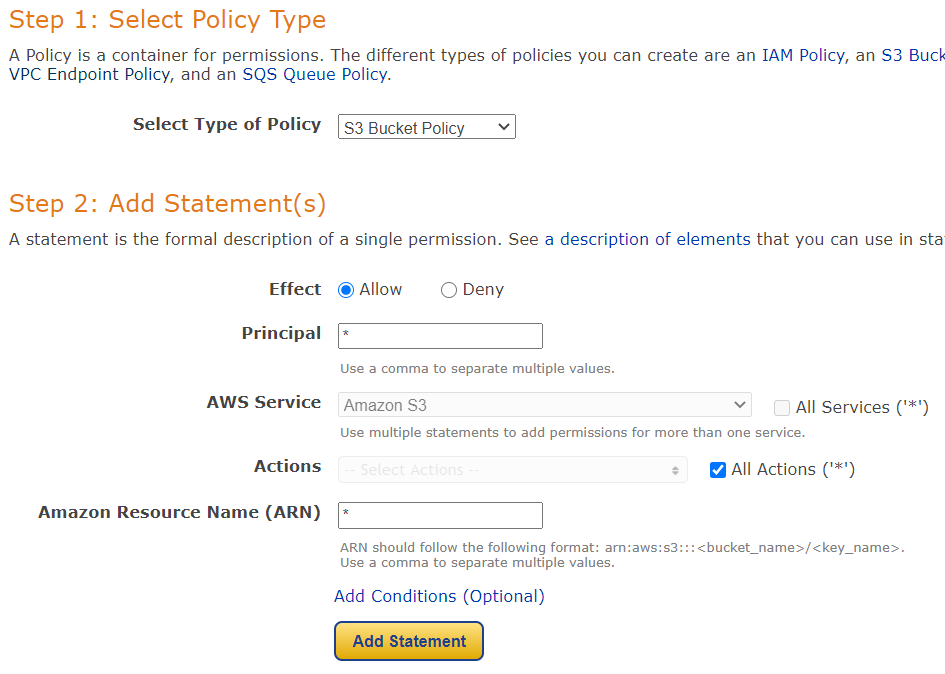 Step 1: Select Policy Type
A Policy is a container for permissions. The different types of policies you can create are an IAM Policy, an S3 Buck
VPC Endpoint Policy, and an SQS Queue Policy.
Select Type of Policy S3 Bucket Policy
Step 2: Add Statement(s)
A statement is the formal description of a single permission. See a description of elements that you can use in sta
Effect Allow Deny
Principal *
Use a comma to separate multiple values.
AWS Service Amazon S3 All Services ('*')
Use multiple statements to add permissions for more than one service.
Actions -- Select Actions -- All Actions ('*')
Amazon Resource Name (ARN) *
ARN should follow the following format: arn:aws:s3:::<bucket_name>/<key_name>.
Use a comma to separate multiple values.
Add Conditions (Optional)
Add Statement